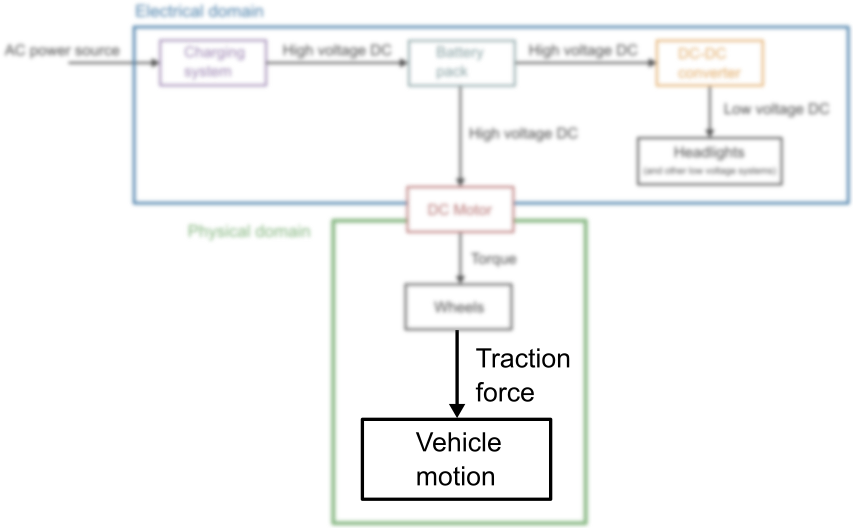 Electrical domain
AC power source
Charging
system
High voltage DC
Battery
pack
High voltage DC
DC-DC
converter
Low voltage DC
High voltage DC
Headlights
(and other low voltage systems)
DC Motor
Physical domain
Torque
Wheels
Traction
force
Vehicle
motion